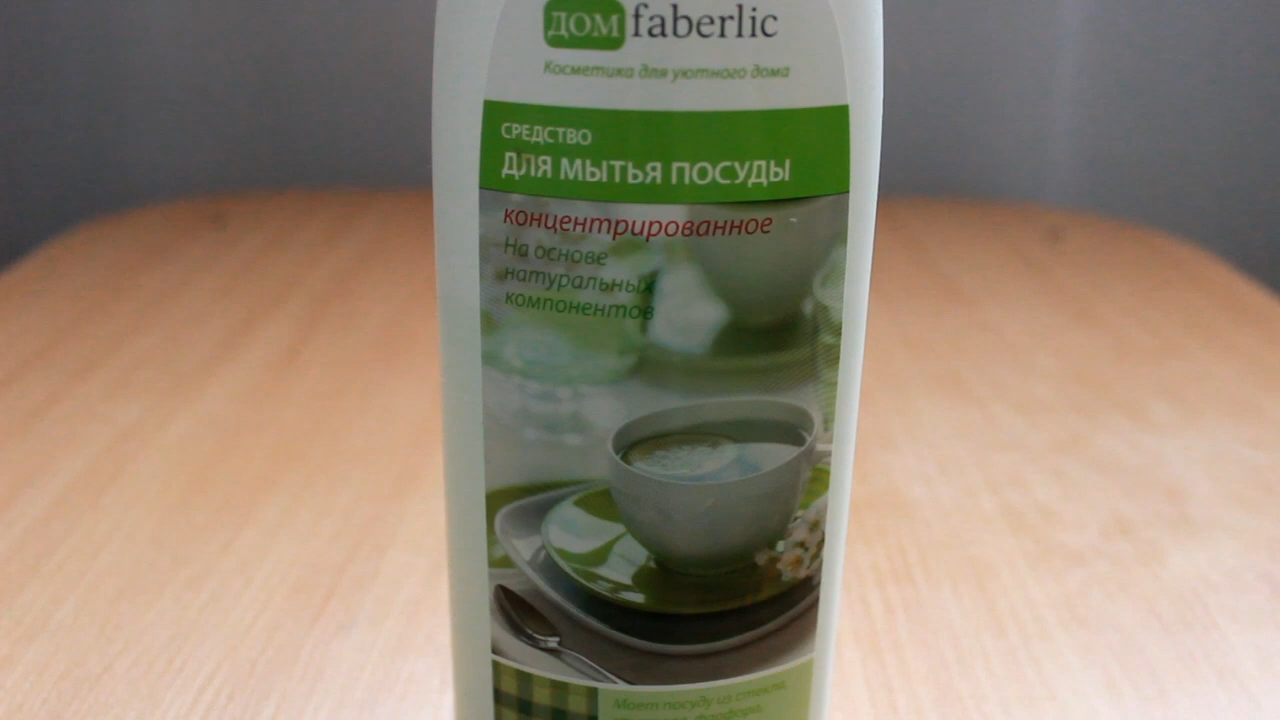 дом faberlic
Косметика для уютного дома
СРЕДСТВО
ДЛЯ МЫТЬЯ ПОСУДЫ
концентрированное
На основе
натуральных
компонентов
Моет посуду из стекла,
фарфора,